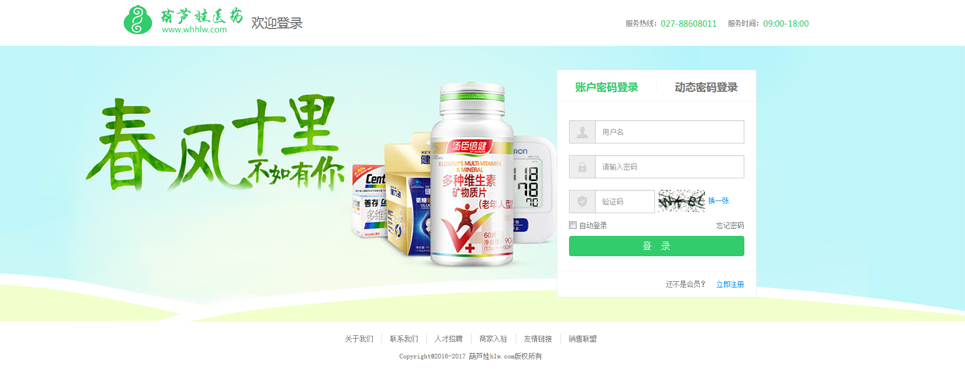 葫芦娃医药
www.whhlw.com
欢迎登录
服务热线：027-88608011 服务时间：09:00-18:00
春风十里
不如有你
账户密码登录 动态密码登录
用户名
请输入密码
验证码 换一张
自动登录 忘记密码
登 录
还不是会员? 立即注册
汤臣倍健
ELDERLY'S MULTI-VITAMIN
& MINERAL
多种维生素
矿物质片
(老年人型
60片
90
善存
多维
关于我们 联系我们 人才招聘 商家入驻 友情链接 销售联盟
Copyright@2016-2017 葫芦娃hlw.com版权所有